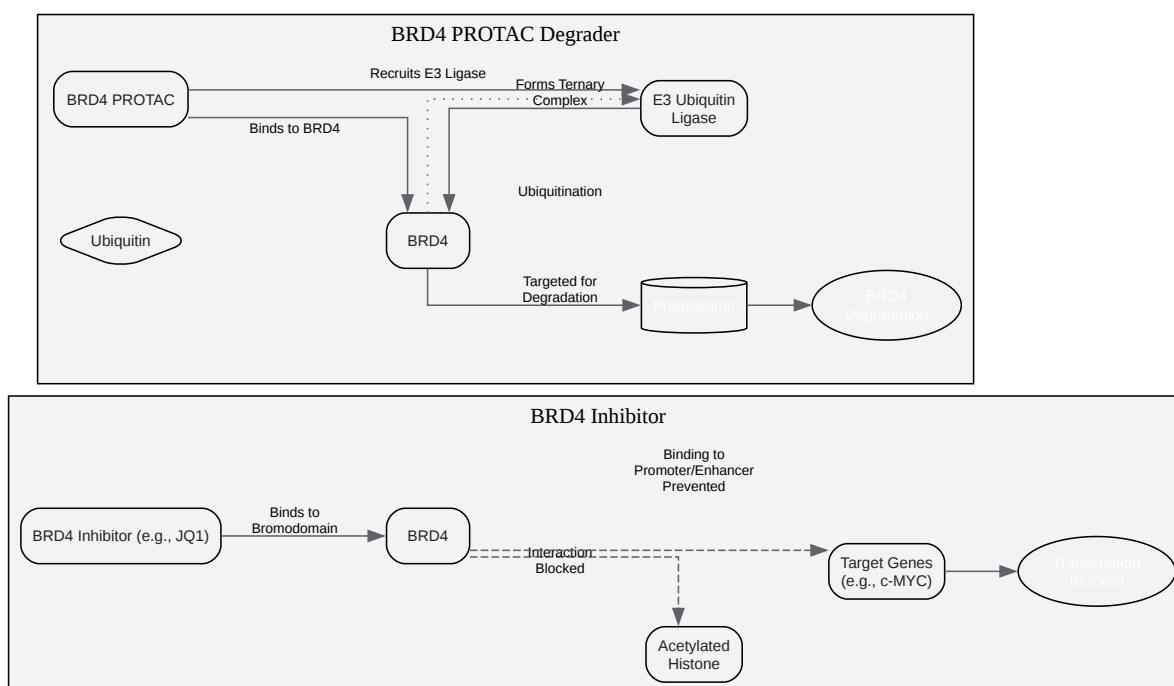 BRD4 PROTAC Degrader
Recruits E3 Ligase
Forms Ternary
Complex
BRD4 PROTAC
E3 Ubiquitin
Ligase
Binds to BRD4
Ubiquitination
Ubiquitin
BRD4
Targeted for
Degradation
Proteasome
BRD4
Degradation
BRD4 Inhibitor
Binding to
Promoter/Enhancer
Prevented
BRD4 Inhibitor (e.g., JQ1)
Binds to
Bromodomain
BRD4
Interaction
Blocked
Target Genes
(e.g., c-MYC)
Transcription
Blocked
Acetylated
Histone